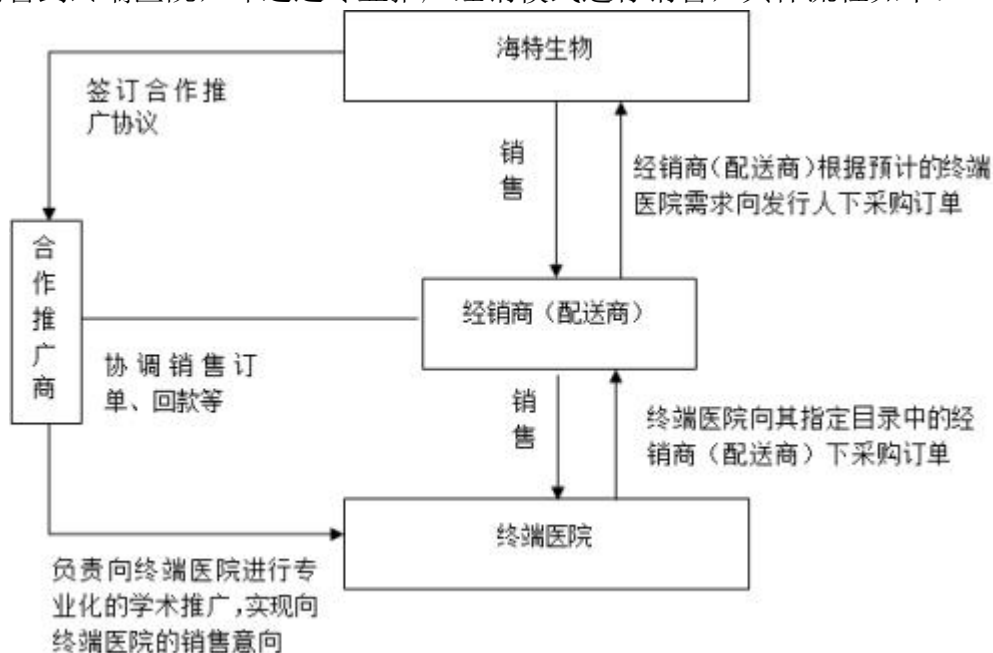 海特生物
签订合作推
广协议
销
售
经销商（配送商）根据预计的终端
医院需求向发行人下采购订单
合
作
推
广
商
经销商（配送商）
协调销售订
单、回款等
销
售
终端医院向其指定目录中的经
销商（配送商）下采购订单
终端医院
负责向终端医院进行专
业化的学术推广,实现向
终端医院的销售意向